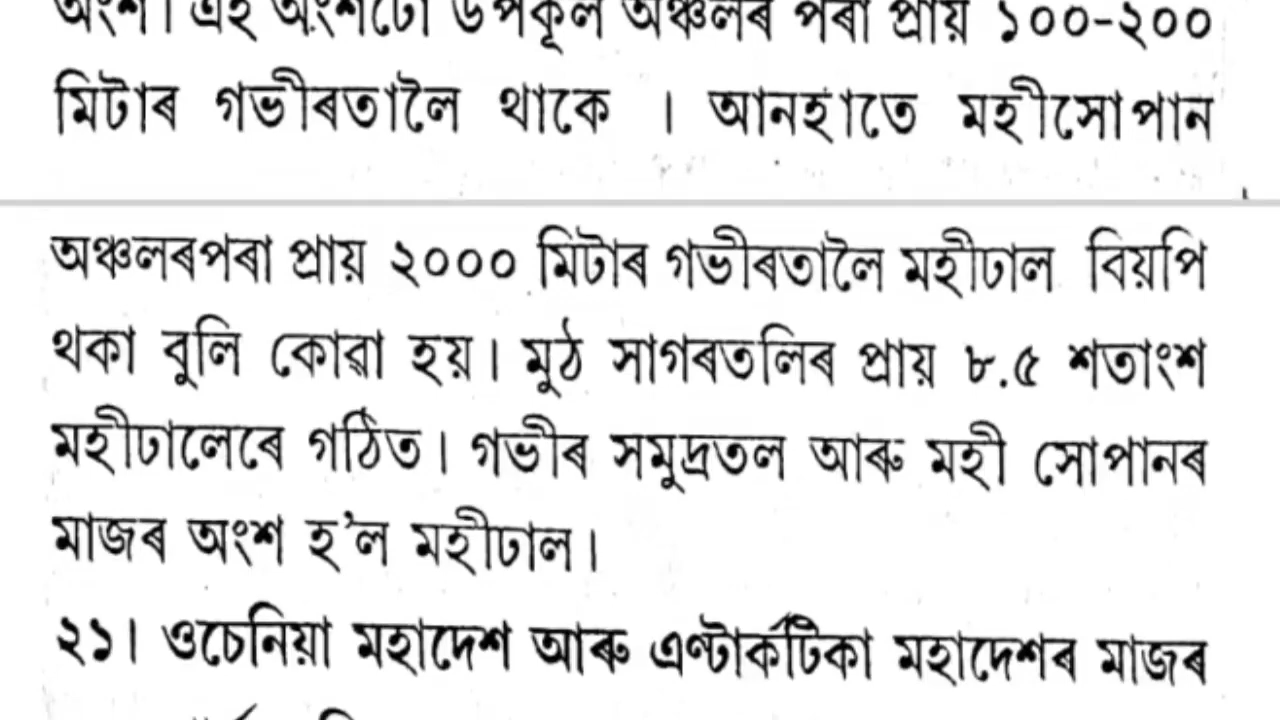 অংশ। এই অংশটো উপকূল অঞ্চলৰ পৰা প্ৰায় ১০০-২০০
মিটাৰ গভীৰতালৈ থাকে । আনহাতে মহীসোপান
অঞ্চলৰপৰা প্ৰায় ২০০০ মিটাৰ গভীৰতালৈ মহীঢাল বিয়পি
থকা বুলি কোৱা হয়। মুঠ সাগৰতলিৰ প্ৰায় ৮.৫ শতাংশ
মহীঢালেৰে গঠিত। গভীৰ সমুদ্ৰতল আৰু মহী সোপানৰ
মাজৰ অংশ হ'ল মহীঢাল।
২১। ওচেনিয়া মহাদেশ আৰু এণ্টাৰ্কটিকা মহাদেশৰ মাজৰ